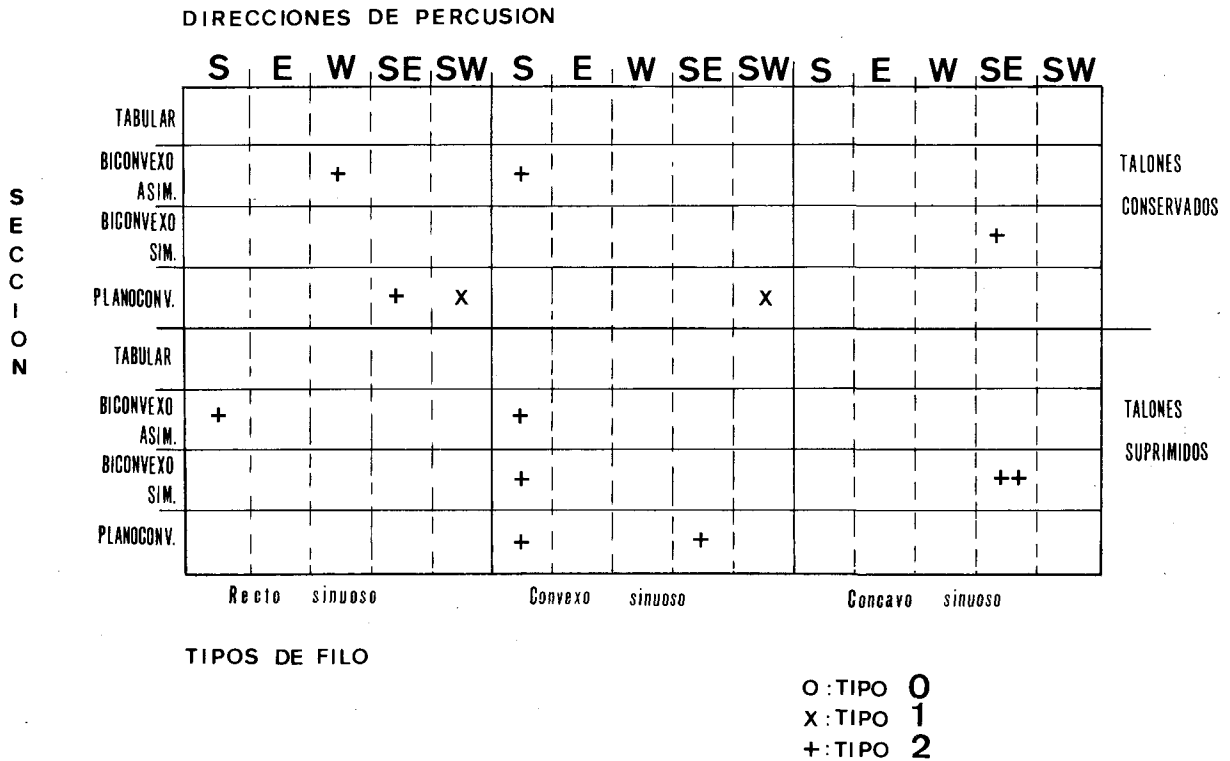 DIRECCIONES DE PERCUSION
S E W SE SW S E W SE SW S E W SE SW
SECCION
TABULAR
BICONVEXO
ASIM.
+ +
BICONVEXO
SIM.
+
PLANOCONV.
+ x x
TALONES
CONSERVADOS
TABULAR
BICONVEXO
ASIM.
+ +
BICONVEXO
SIM.
+ ++
PLANOCONV.
+ +
TALONES
SUPRIMIDOS
Recto sinuoso Convexo sinuoso Concavo sinuoso
TIPOS DE FILO
O : TIPO 0
X : TIPO 1
+ : TIPO 2